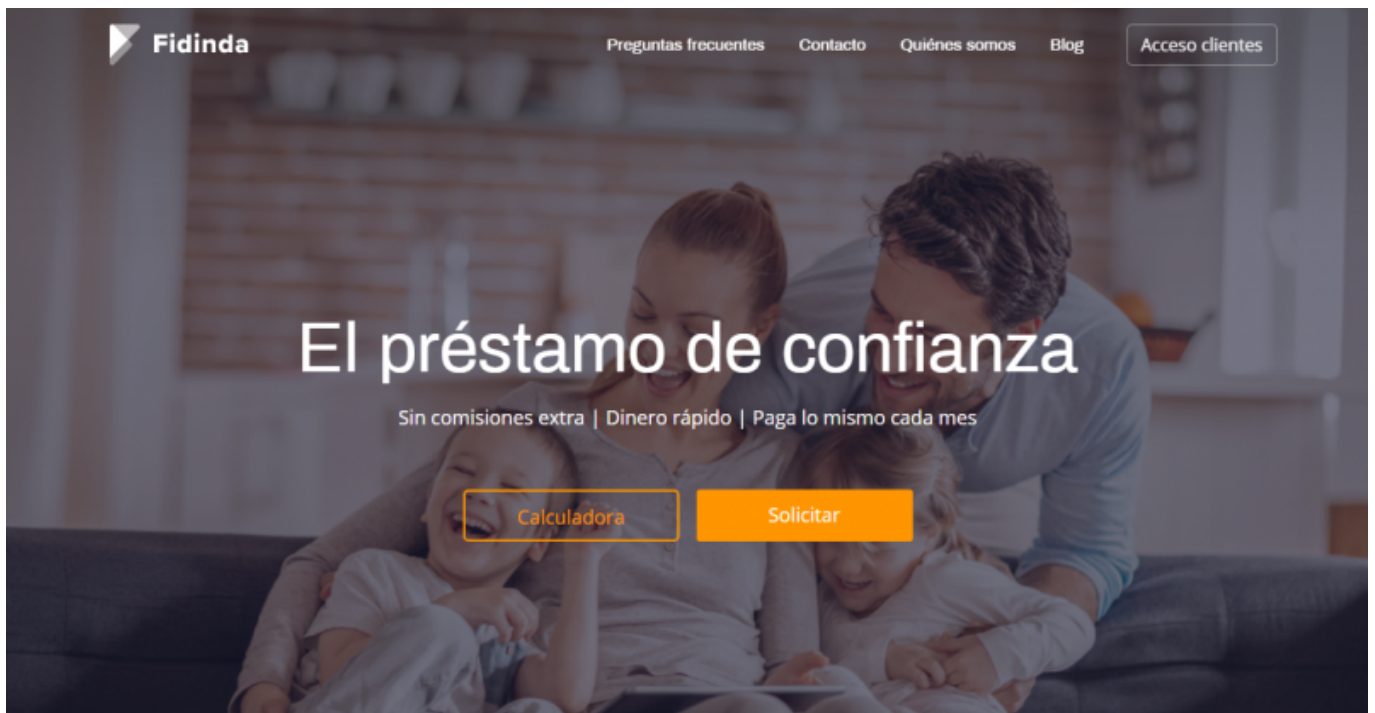 Fidinda
Preguntas frecuentes Contacto Quiénes somos Blog Acceso clientes
El préstamo de confianza
Sin comisiones extra | Dinero rápido | Paga lo mismo cada mes
Calculadora Solicitar